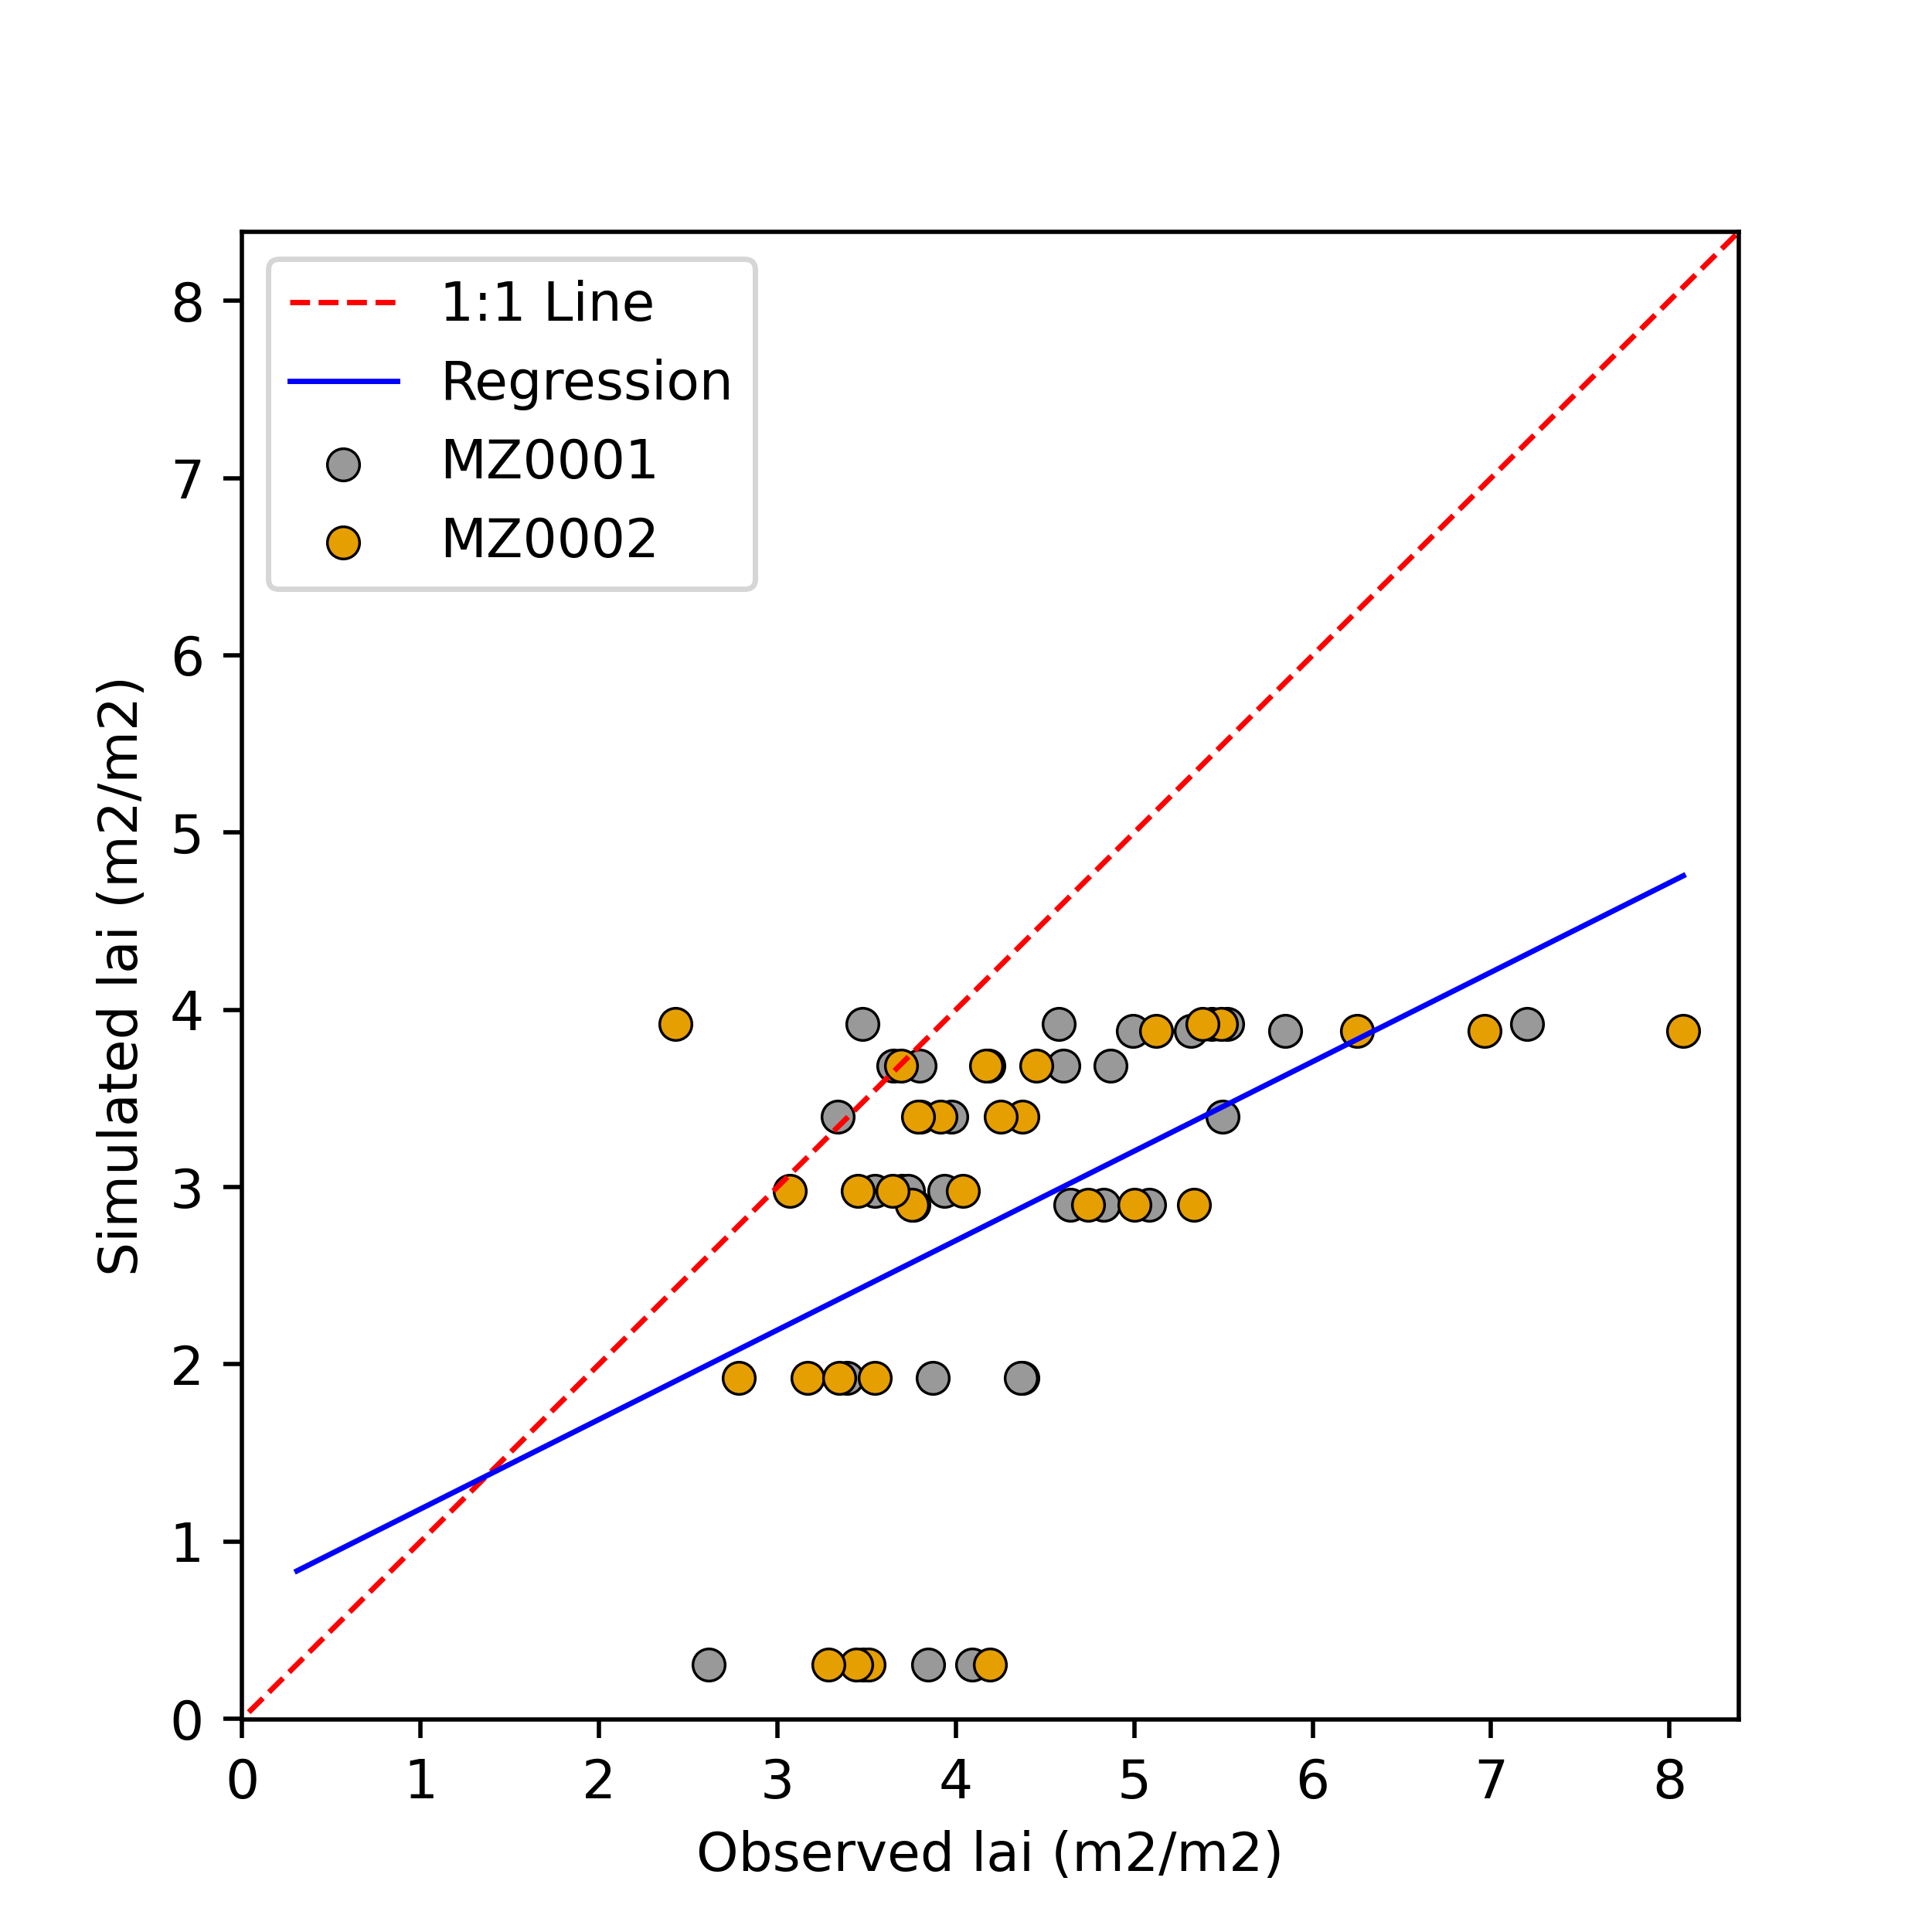 1:1 Line
Regression
MZ0001
MZ0002
8
7
6
5
4
3
2
1
0
Simulated lai (m2/m2)
0 1 2 3 4 5 6 7 8
Observed lai (m2/m2)